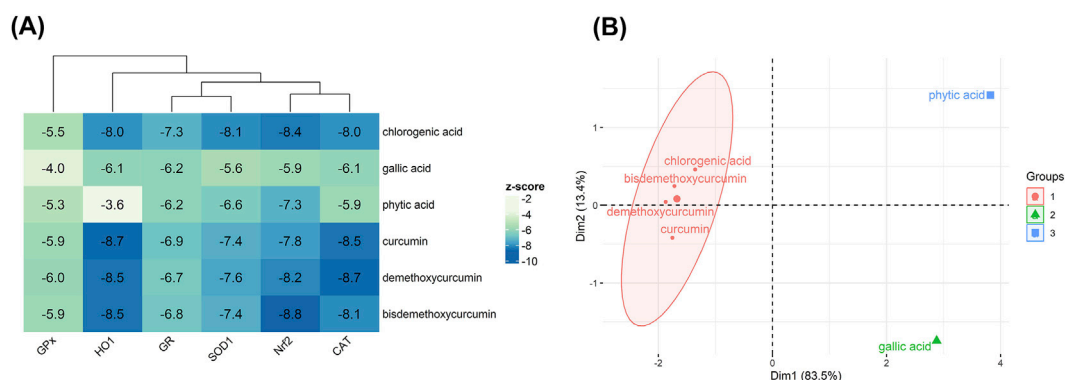 (A)
-5.5 -8.0 -7.3 -8.1 -8.4 -8.0 chlorogenic acid
-4.0 -6.1 -6.2 -5.6 -5.9 -6.1 gallic acid
-5.3 -3.6 -6.2 -6.6 -7.3 -5.9 phytic acid
-5.9 -8.7 -6.9 -7.4 -7.8 -8.5 curcumin
-6.0 -8.5 -6.7 -7.6 -8.2 -8.7 demethoxycurcumin
-5.9 -8.5 -6.8 -7.4 -8.8 -8.1 bisdemethoxycurcumin
GPx HO1 GR SOD1 Nrf2 CAT
z-score
-2
-4
-6
-8
-10
(B)
Dim2 (13.4%)
1
0
-1
phytic acid
chlorogenic acid
bisdemethoxycurcumin
demethoxycurcumin
curcumin
gallic acid
-2 0 2 4
Dim1 (83.5%)
Groups
1
2
3